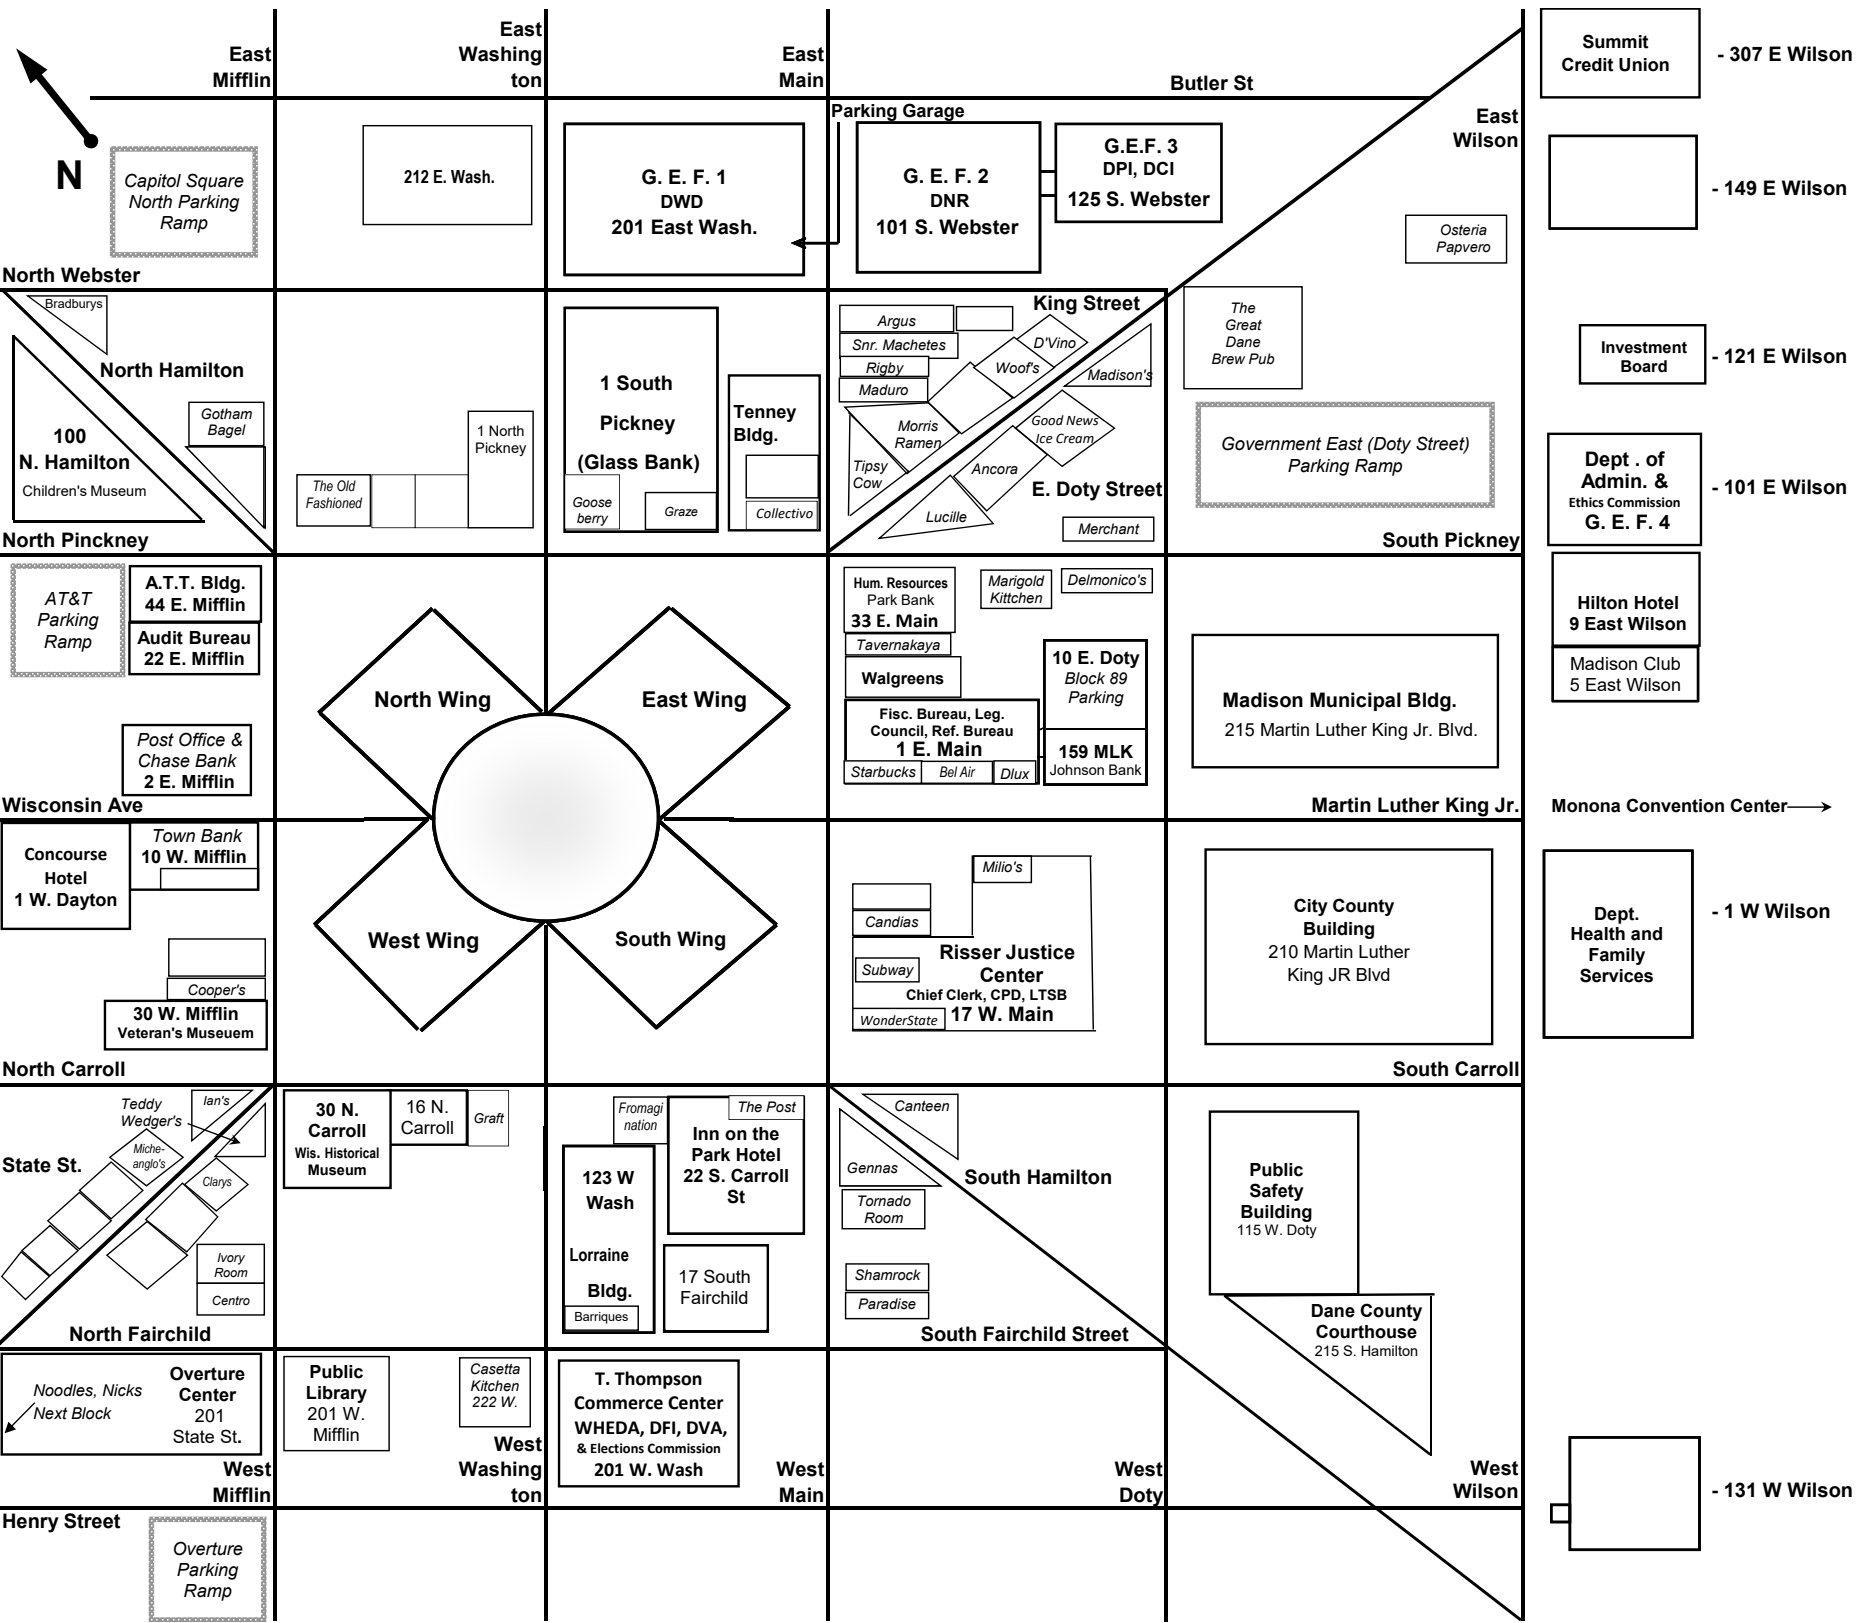 East
Mifflin
East
Washing
ton
East
Main
Butler St
East
Wilson
Summit
Credit Union
- 307 E Wilson
N
Capitol Square
North Parking
Ramp
212 E. Wash.
G. E. F. 1
DWD
201 East Wash.
Parking Garage
G. E. F. 2
DNR
101 S. Webster
G.E.F. 3
DPI, DCI
125 S. Webster
- 149 E Wilson
Osteria
Papvero
North Webster
Bradburys
North Hamilton
100
N. Hamilton
Children's Museum
Gotham
Bagel
The Old
Fashioned
1 North
Pickney
1 South
Pickney
(Glass Bank)
Goose
berry
Graze
Tenney
Bldg.
Collectivo
King Street
Argus
Snr. Machetes
Rigby
Maduro
D'Vino
Woof's
Madison's
Morris
Ramen
Tipsy
Cow
Good News
Ice Cream
Ancora
Lucille
E. Doty Street
Merchant
The
Great
Dane
Brew Pub
Government East (Doty Street)
Parking Ramp
Investment
Board
- 121 E Wilson
Dept . of
Admin. &
Ethics Commission
G. E. F. 4
- 101 E Wilson
North Pinckney
South Pickney
AT&T
Parking
Ramp
A.T.T. Bldg.
44 E. Mifflin
Audit Bureau
22 E. Mifflin
Post Office &
Chase Bank
2 E. Mifflin
North Wing
East Wing
Hum. Resources
Park Bank
33 E. Main
Tavernakaya
Walgreens
Marigold
Kittchen
Delmonico's
10 E. Doty
Block 89
Parking
Fisc. Bureau, Leg.
Council, Ref. Bureau
1 E. Main
Starbucks
Bel Air
Dlux
159 MLK
Johnson Bank
Madison Municipal Bldg.
215 Martin Luther King Jr. Blvd.
Hilton Hotel
9 East Wilson
Madison Club
5 East Wilson
Wisconsin Ave
Martin Luther King Jr.
Monona Convention Center
Concourse
Hotel
1 W. Dayton
Town Bank
10 W. Mifflin
Cooper's
30 W. Mifflin
Veteran's Museuem
West Wing
South Wing
Milio's
Candias
Subway
WonderState
Risser Justice
Center
Chief Clerk, CPD, LTSB
17 W. Main
City County
Building
210 Martin Luther
King JR Blvd
Dept.
Health and
Family
Services
- 1 W Wilson
North Carroll
South Carroll
Teddy
Wedger's
Ian's
Miche-
anglo's
State St.
Clarys
Ivory
Room
Centro
30 N.
Carroll
Wis. Historical
Museum
16 N.
Carroll
Graft
Fromagi
nation
The Post
Inn on the
Park Hotel
22 S. Carroll
St
123 W
Wash
Lorraine
Bldg.
Barriques
17 South
Fairchild
Canteen
Gennas
South Hamilton
Tornado
Room
Shamrock
Paradise
Public
Safety
Building
115 W. Doty
Dane County
Courthouse
215 S. Hamilton
North Fairchild
South Fairchild Street
Noodles, Nicks
Next Block
Overture
Center
201
State St.
Public
Library
201 W.
Mifflin
Casetta
Kitchen
222 W.
T. Thompson
Commerce Center
WHEDA, DFI, DVA,
& Elections Commission
201 W. Wash
West
Mifflin
West
Washing
ton
West
Main
West
Doty
West
Wilson
- 131 W Wilson
Henry Street
Overture
Parking
Ramp